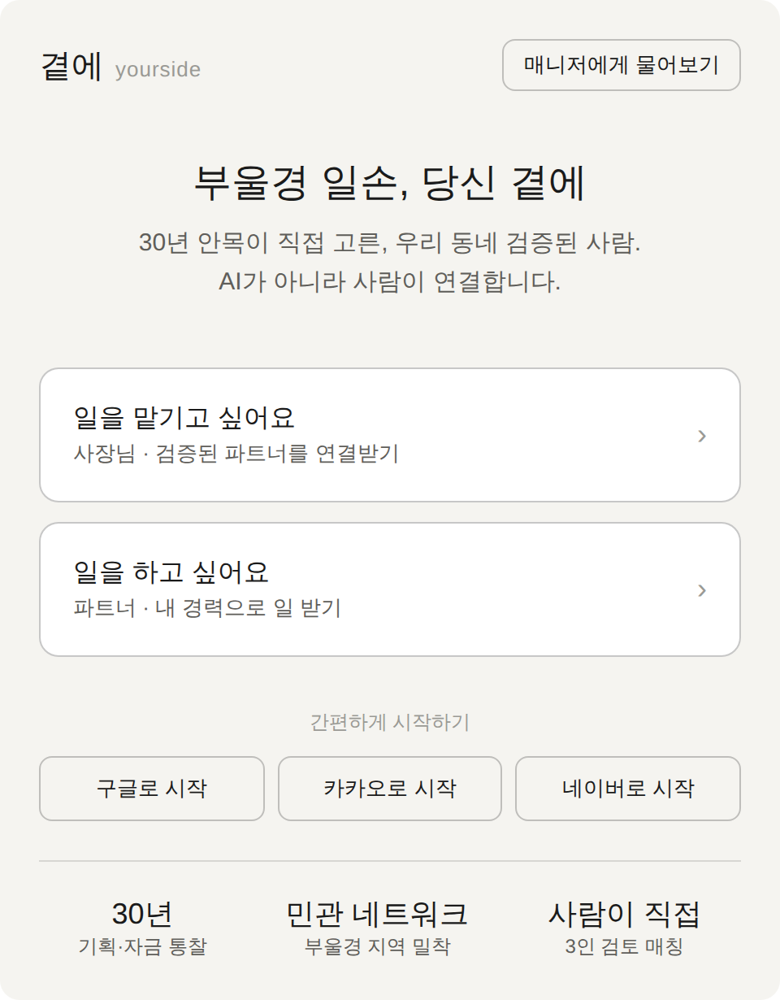 곁에 yourside
매니저에게 물어보기
부울경 일손, 당신 곁에
30년 안목이 직접 고른, 우리 동네 검증된 사람.
AI가 아니라 사람이 연결합니다.
일을 맡기고 싶어요
사장님 · 검증된 파트너를 연결받기
›
일을 하고 싶어요
파트너 · 내 경력으로 일 받기
›
간편하게 시작하기
구글로 시작
카카오로 시작
네이버로 시작
30년
기획·자금 통찰
민관 네트워크
부울경 지역 밀착
사람이 직접
3인 검토 매칭